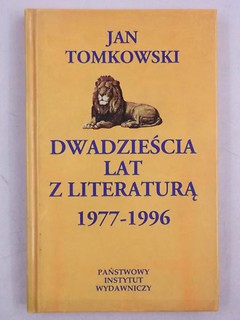 JAN
TOMKOWSKI
DWADZIEŚCIA
LAT
Z LITERATURĄ
1977-1996
PAŃSTWOWY
INSTYTUT
WYDAWNICZY